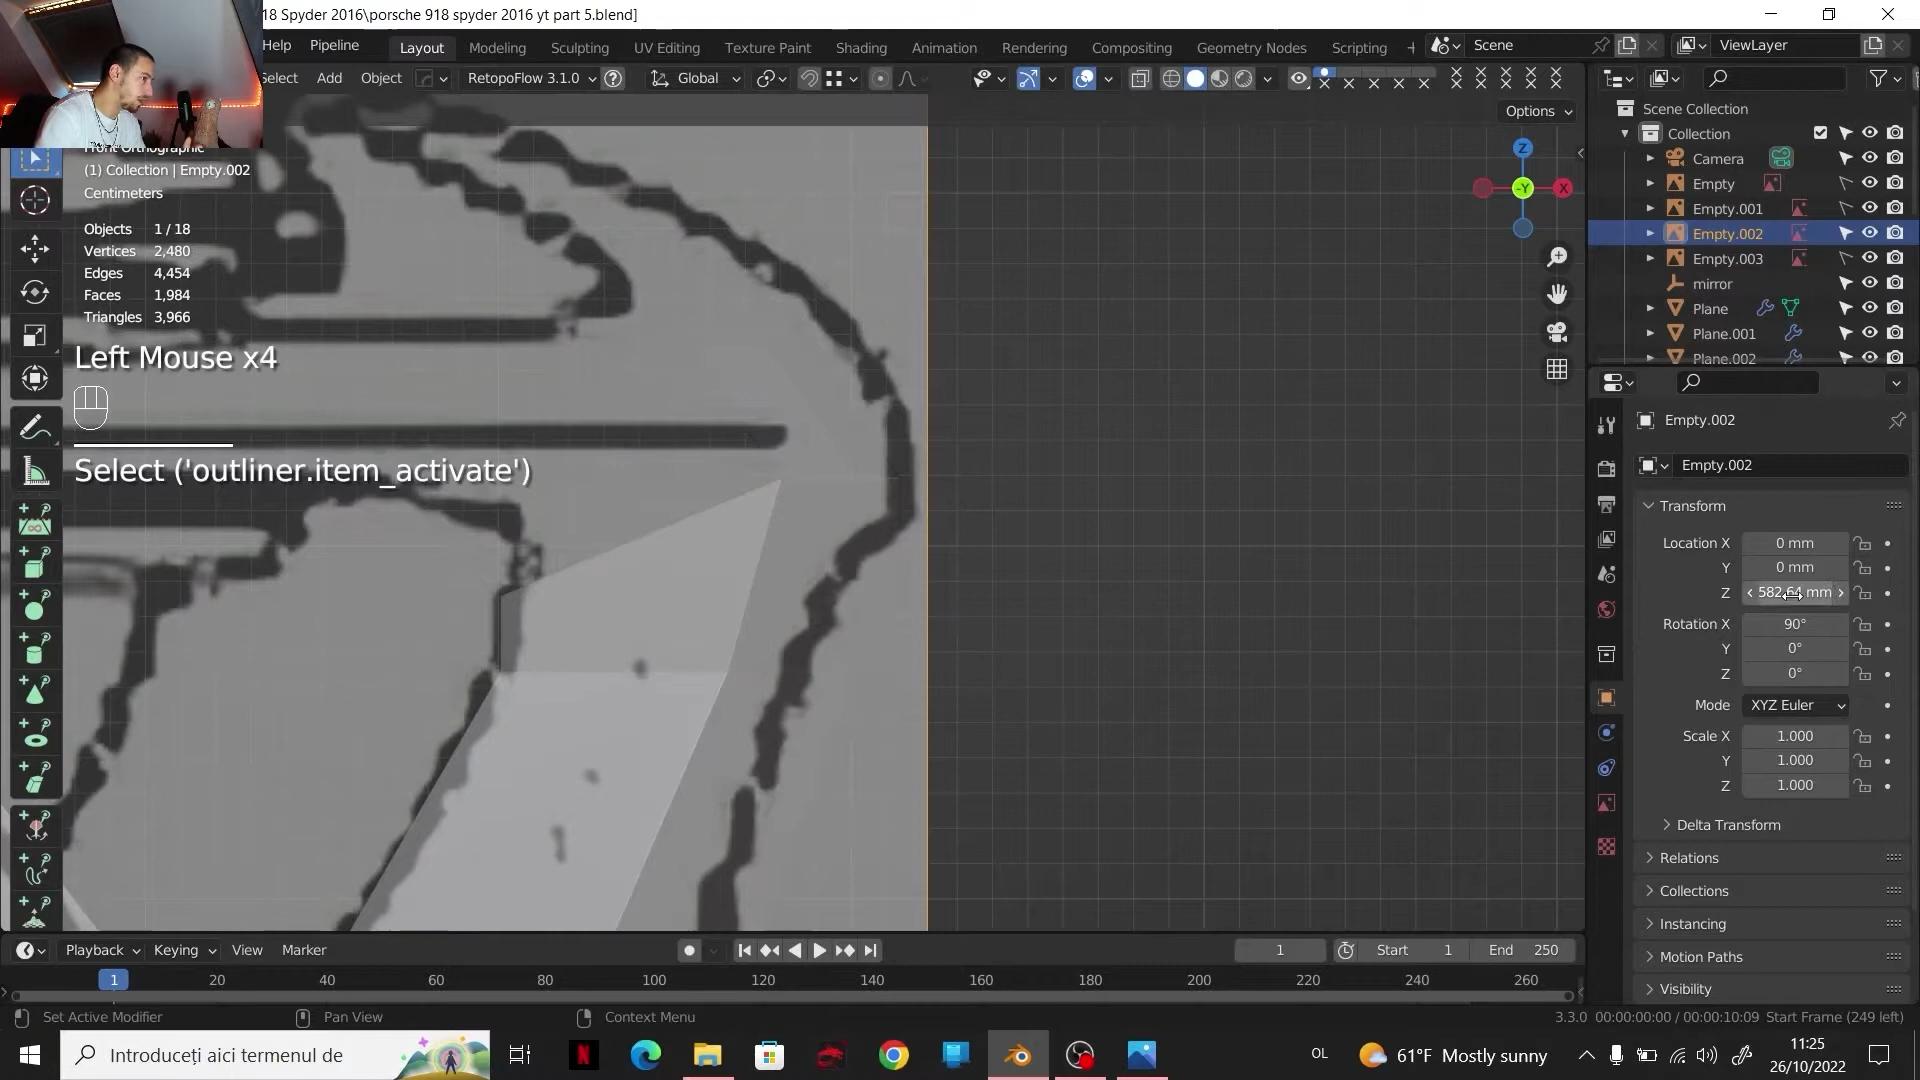 18 Spyder 2016\porsche 918 spyder 2016 yt part 5.blend]
Help Pipeline Layout Modeling Sculpting UV Editing Texture Paint Shading Animation Rendering Compositing Geometry Nodes Scripting + Scene ViewLayer
Select Add Object RetopoFlow 3.1.0 Global
Options
Front Orthographic
(1) Collection | Empty.002
Centimeters
Objects 1 / 18
Vertices 2,480
Edges 4,454
Faces 1,984
Triangles 3,966
Left Mouse x4
Select ('outliner.item_activate')
Z
-Y X
Scene Collection
Collection
Camera
Empty
Empty.001
Empty.002
Empty.003
mirror
Plane
Plane.001
Plane.002
Empty.002
Empty.002
Transform
Location X 0 mm
Y 0 mm
Z 582.64 mm
Rotation X 90°
Y 0°
Z 0°
Mode XYZ Euler
Scale X 1.000
Y 1.000
Z 1.000
Delta Transform
Relations
Collections
Instancing
Motion Paths
Visibility
Playback Keying View Marker 1 Start 1 End 250
1 20 40 60 80 100 120 140 160 180 200 220 240 260
Set Active Modifier Pan View Context Menu 3.3.0 00:00:00:00 / 00:00:10:09 Start Frame (249 left)
Introduceți aici termenul de OL 61°F Mostly sunny 11:25
26/10/2022